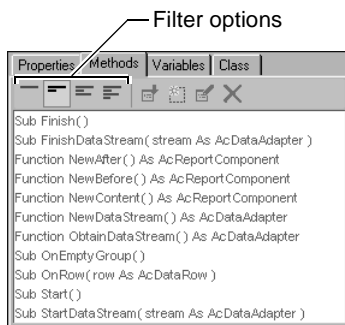 Filter options
Properties Methods Variables Class
Sub Finish( )
Sub FinishDataStream( stream As AcDataAdapter )
Function NewAfter( ) As AcReportComponent
Function NewBefore( ) As AcReportComponent
Function NewContent( ) As AcReportComponent
Function NewDataStream( ) As AcDataAdapter
Function ObtainDataStream( ) As AcDataAdapter
Sub OnEmptyGroup( )
Sub OnRow( row As AcDataRow )
Sub Start( )
Sub StartDataStream( stream As AcDataAdapter )